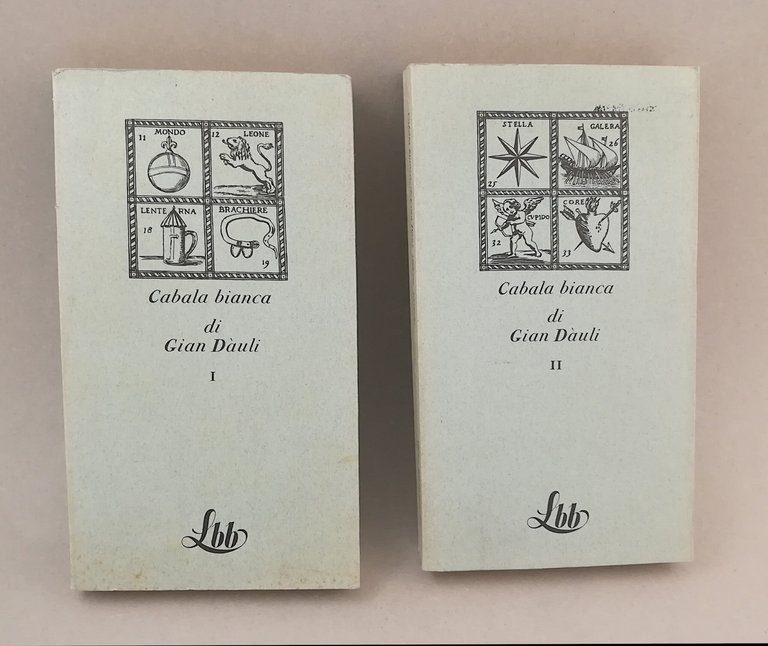 11 MONDO
12 LEONE
LENTERNA
18
BRACHIERE
19
Cabala bianca
di
Gian Dàuli
I
Lbb
STELLA
25
GALERA
26
32 CUPIDO
CORE
33
Cabala bianca
di
Gian Dàuli
II
Lbb